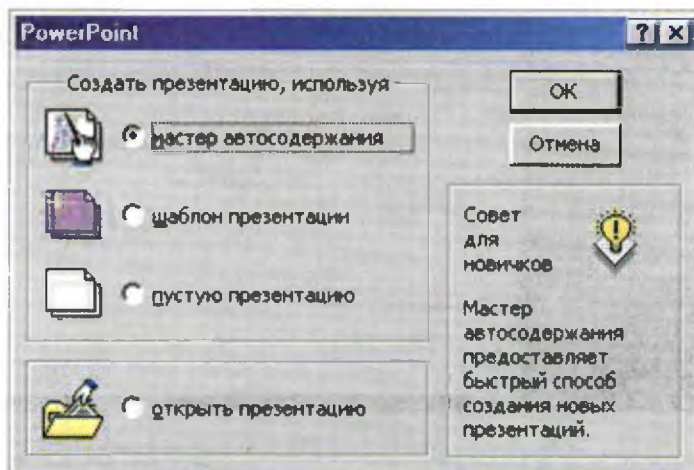 PowerPoint
Создать презентацию, используя
мастер автосодержания
шаблон презентации
пустую презентацию
открыть презентацию
ОК
Отмена
Совет
для
новичков
Мастер
автосодержания
предоставляет
быстрый способ
создания новых
презентаций.